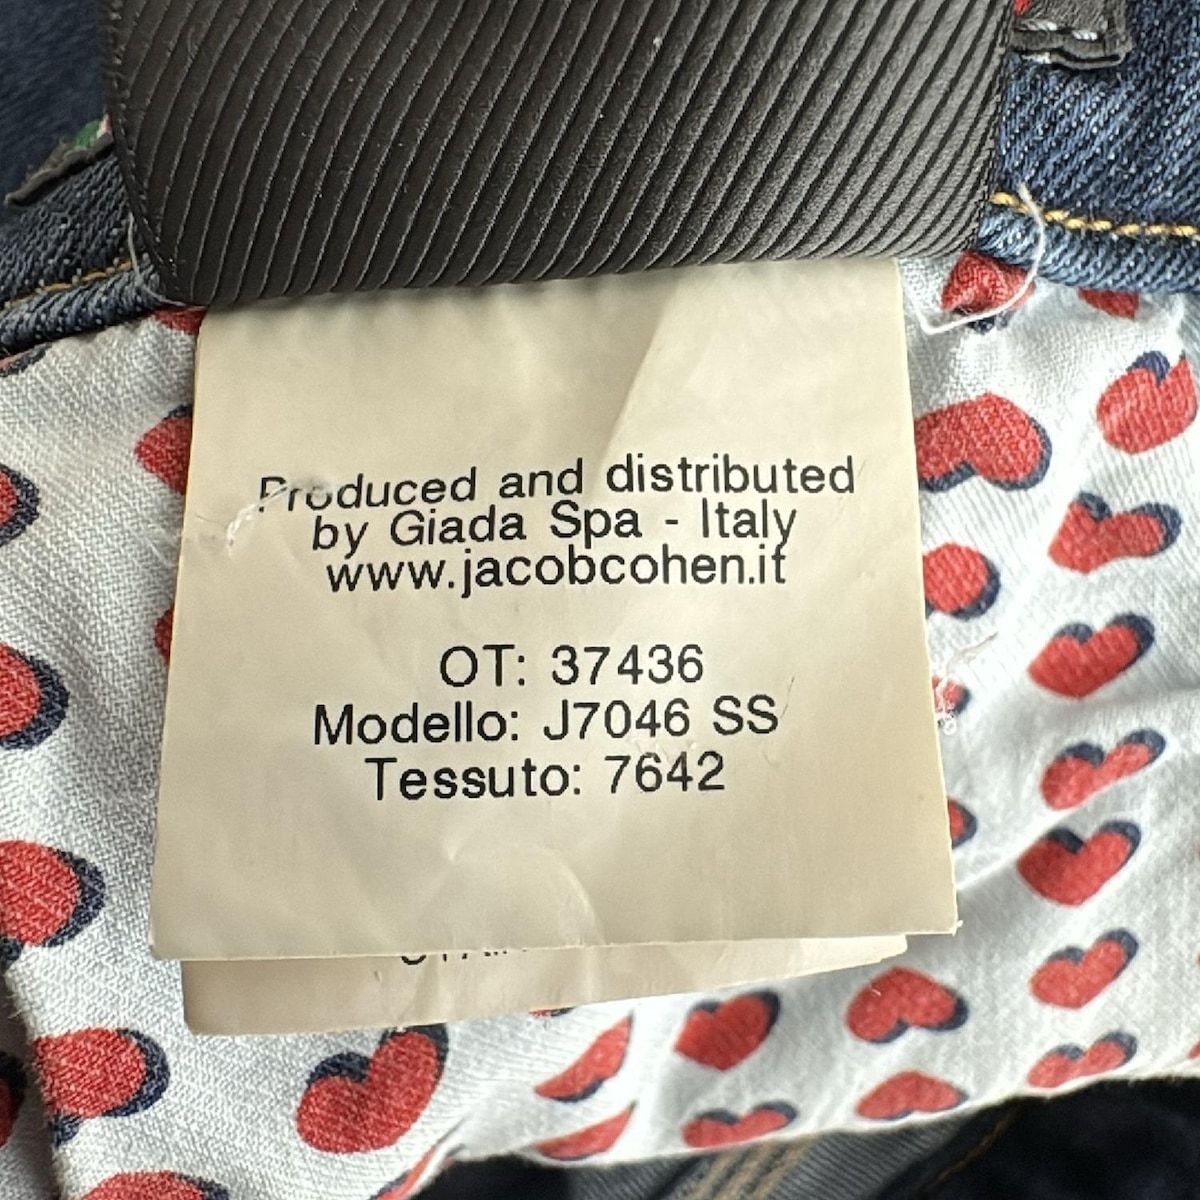 Produced and distributed
by Giada Spa - Italy
www.jacobcohen.it
OT: 37436
Modello: J7046 SS
Tessuto: 7642